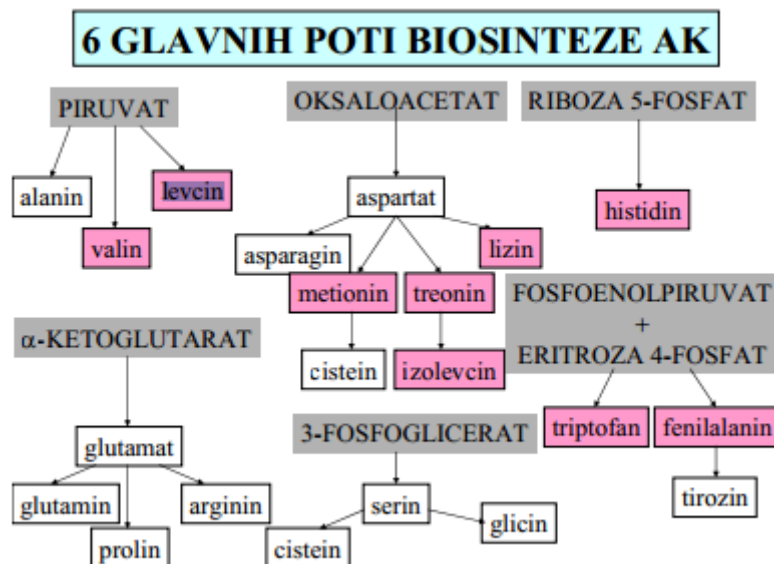 6 GLAVNIH POTI BIOSINTEZE AK
PIRUVAT
alanin
valin
levcin
OKSALOACETAT
aspartat
asparagin
metionin
treonin
lizin
cistein
izolevcin
RIBOZA 5-FOSFAT
histidin
α-KETOGLUTARAT
glutamat
glutamin
prolin
arginin
3-FOSFOGLICERAT
serin
cistein
glicin
FOSFOENOLPIRUVAT
+
ERITROZA 4-FOSFAT
triptofan
fenilalanin
tirozin